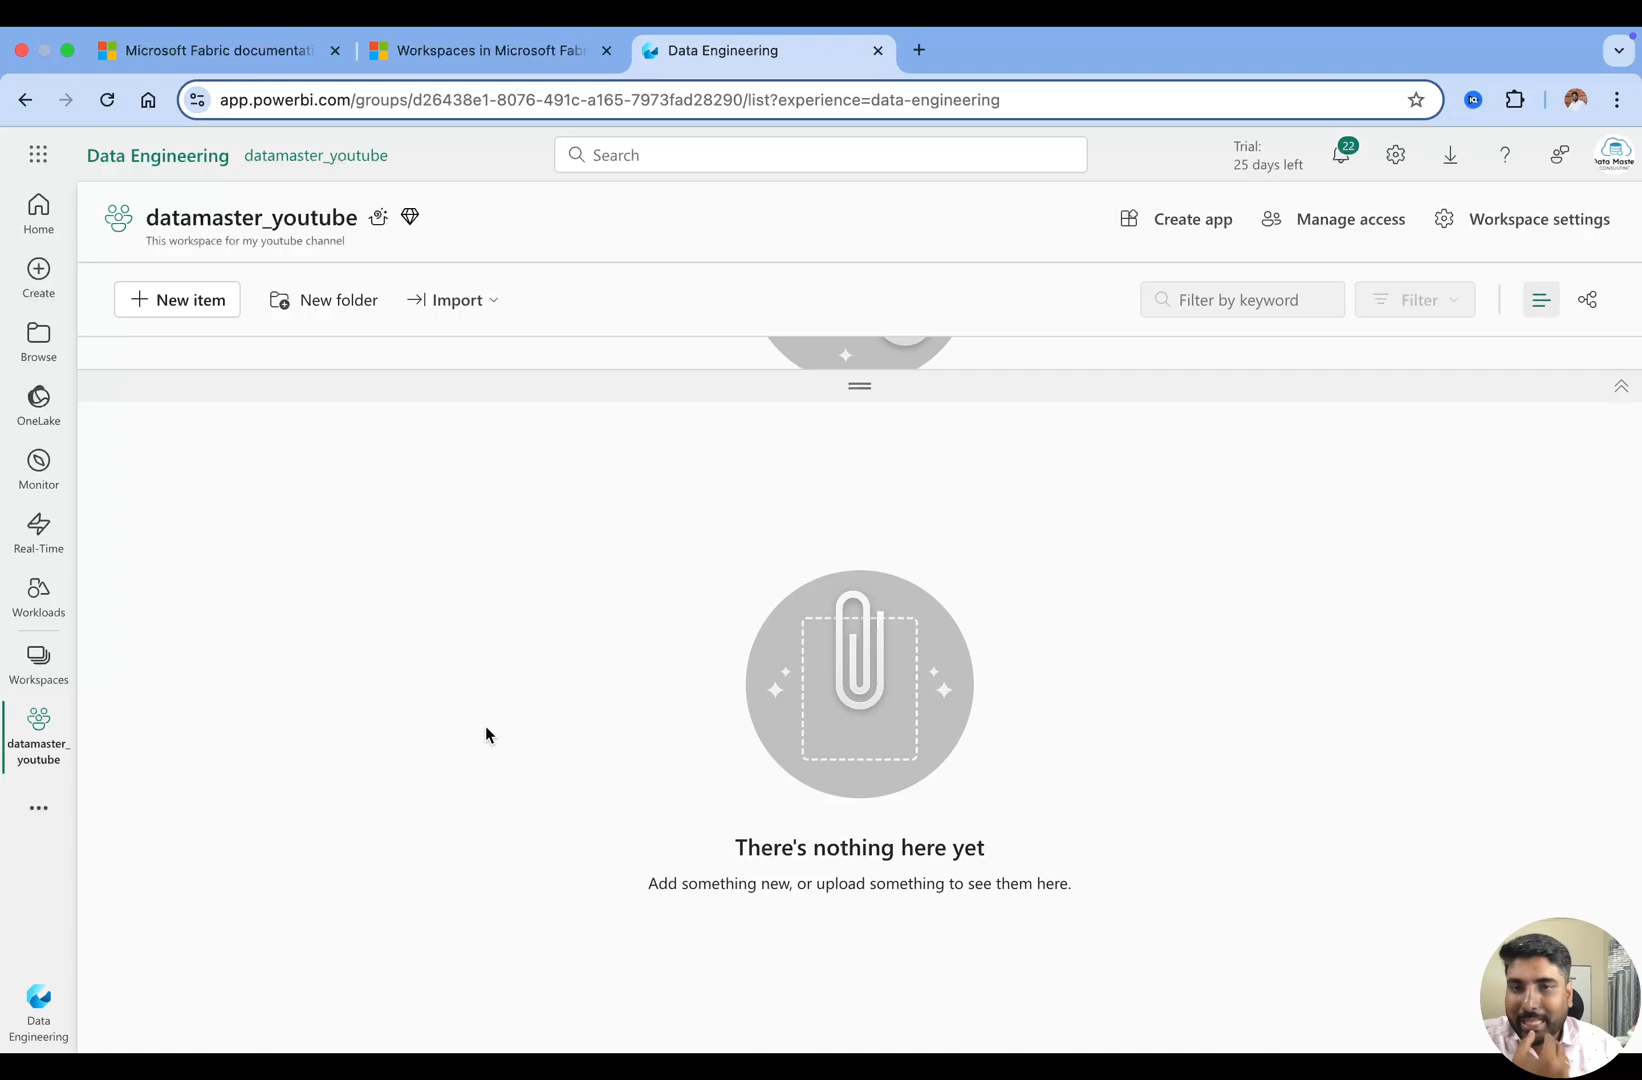 Microsoft Fabric documentati
Workspaces in Microsoft Fab
Data Engineering
app.powerbi.com/groups/d26438e1-8076-491c-a165-7973fad28290/list?experience=data-engineering
Data Engineering datamaster_youtube
Search
Trial:
25 days left
22
Data Maste
CONSULTING
datamaster_youtube
This workspace for my youtube channel
Create app
Manage access
Workspace settings
New item
New folder
Import
Filter by keyword
Filter
Home
Create
Browse
OneLake
Monitor
Real-Time
Workloads
Workspaces
datamaster_
youtube
Data
Engineering
There's nothing here yet
Add something new, or upload something to see them here.